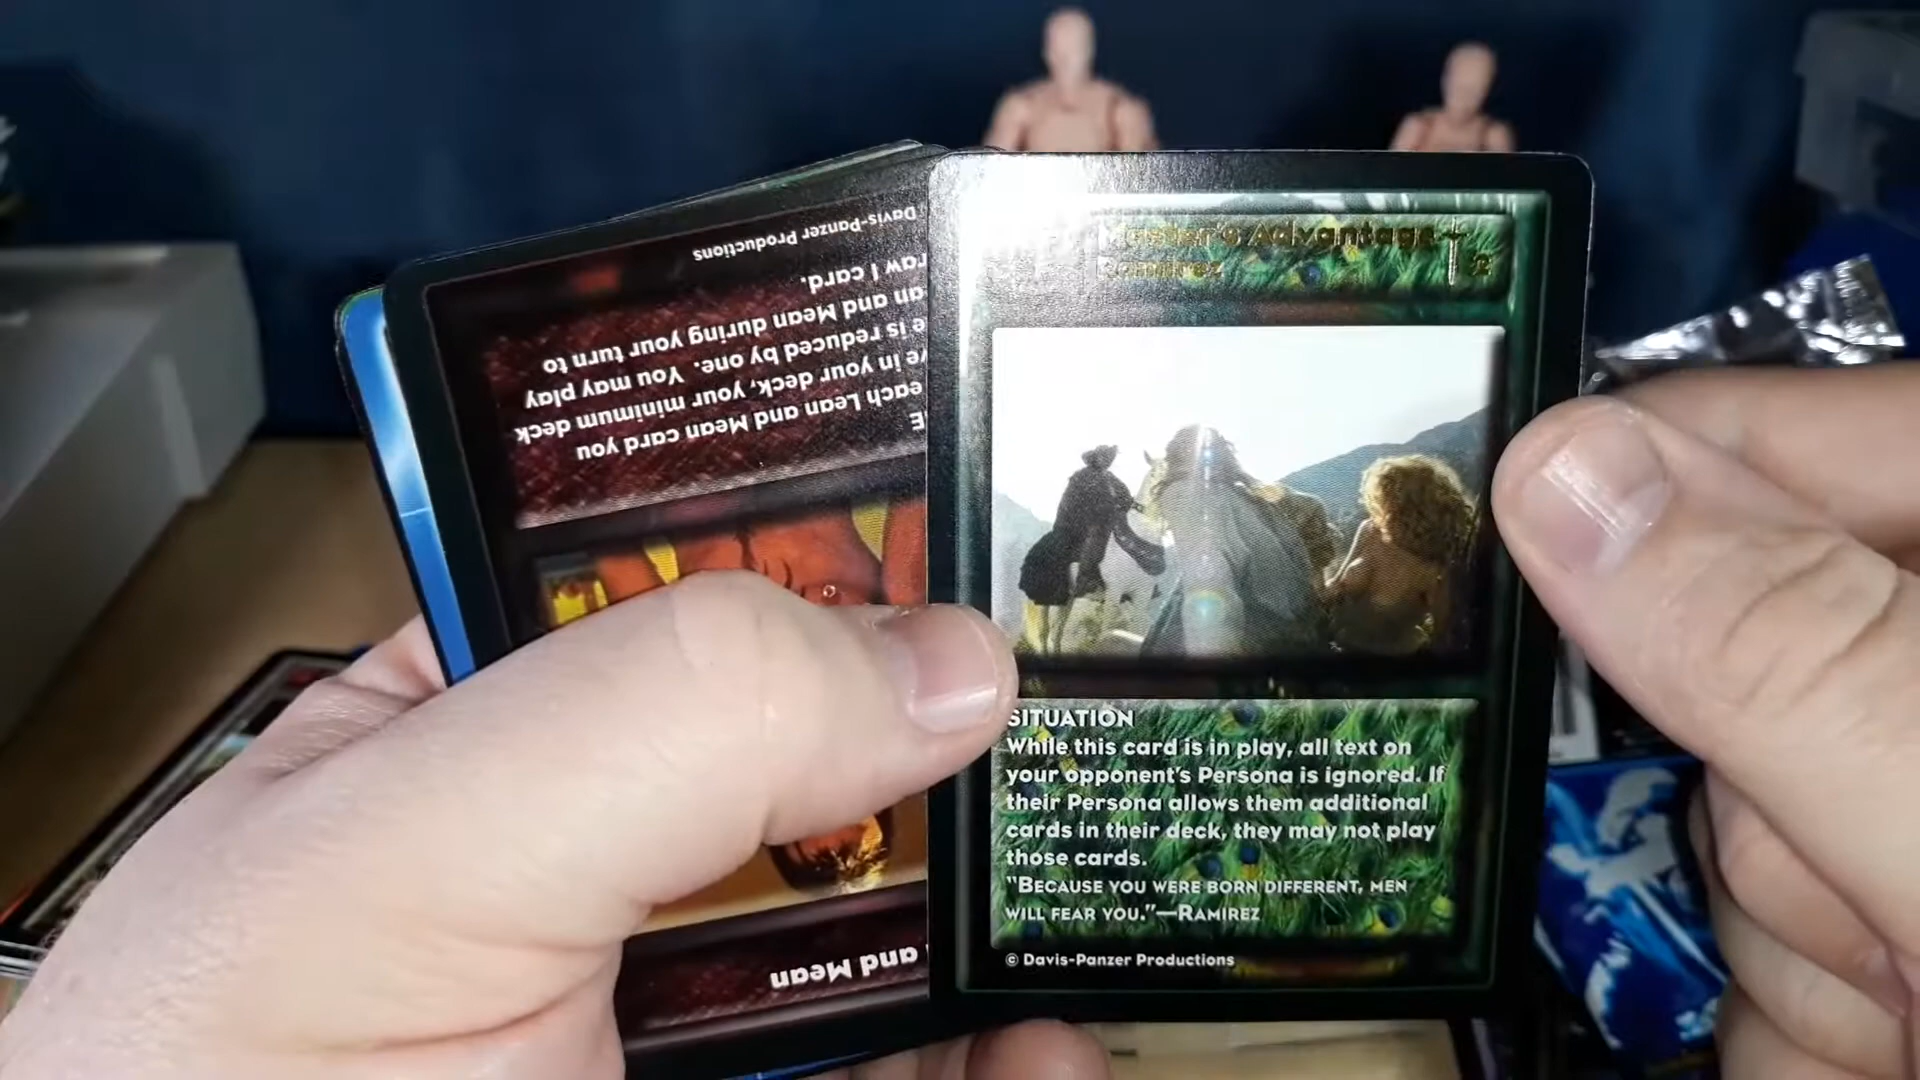 Master's Advantage
Ramirez
2
SITUATION
While this card is in play, all text on
your opponent's Persona is ignored. If
their Persona allows them additional
cards in their deck, they may not play
those cards.
"BECAUSE YOU WERE BORN DIFFERENT, MEN
WILL FEAR YOU."—RAMIREZ
© Davis-Panzer Productions
and Mean
E
each Lean and Mean card you
ve in your deck, your minimum deck
e is reduced by one. You may play
an and Mean during your turn to
raw 1 card.
Davis-Panzer Productions